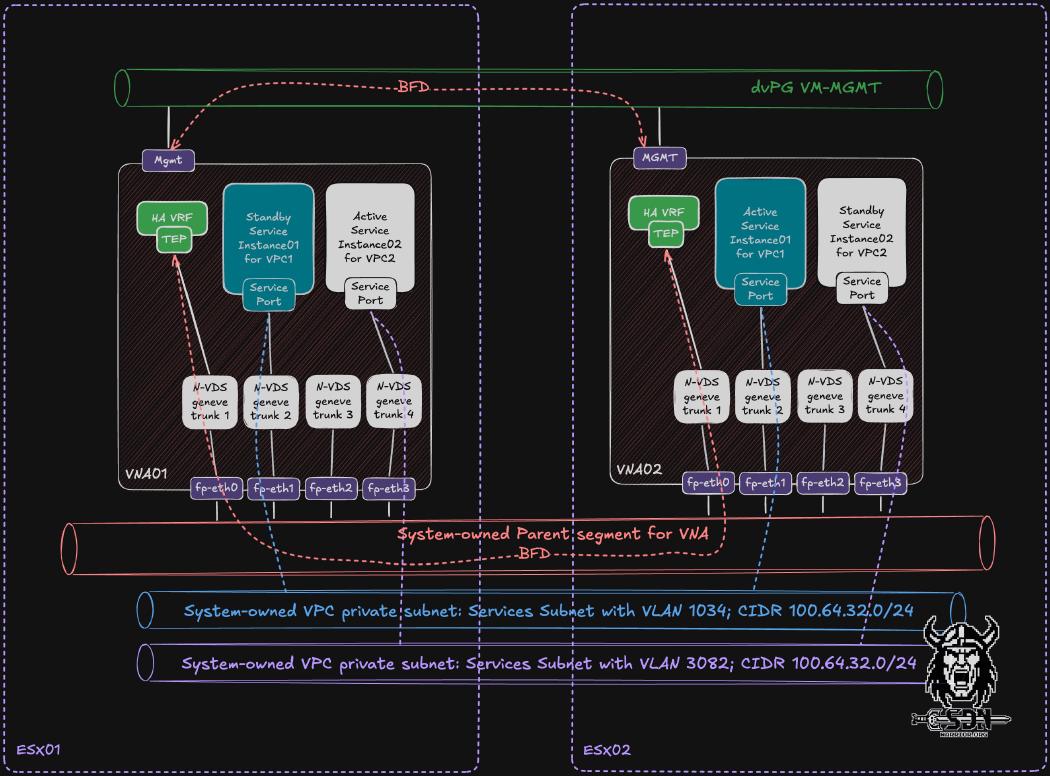 BFD
dvPG VM-MGMT
Mgmt
HA VRF
TEP
Standby
Service
Instance01
for VPC1
Service
Port
Active
Service
Instance02
for VPC2
Service
Port
N-VDS
geneve
trunk 1
N-VDS
geneve
trunk 2
N-VDS
geneve
trunk 3
N-VDS
geneve
trunk 4
VNA01
fp-eth0
fp-eth1
fp-eth2
fp-eth3
MGMT
HA VRF
TEP
Active
Service
Instance01
for VPC1
Service
Port
Standby
Service
Instance02
for VPC2
Service
Port
N-VDS
geneve
trunk 1
N-VDS
geneve
trunk 2
N-VDS
geneve
trunk 3
N-VDS
geneve
trunk 4
VNA02
fp-eth0
fp-eth1
fp-eth2
fp-eth3
System-owned Parent segment for VNA
BFD
System-owned VPC private subnet: Services Subnet with VLAN 1034; CIDR 100.64.32.0/24
System-owned VPC private subnet: Services Subnet with VLAN 3082; CIDR 100.64.32.0/24
SDN
WARRIOR.ORG
ESX01
ESX02